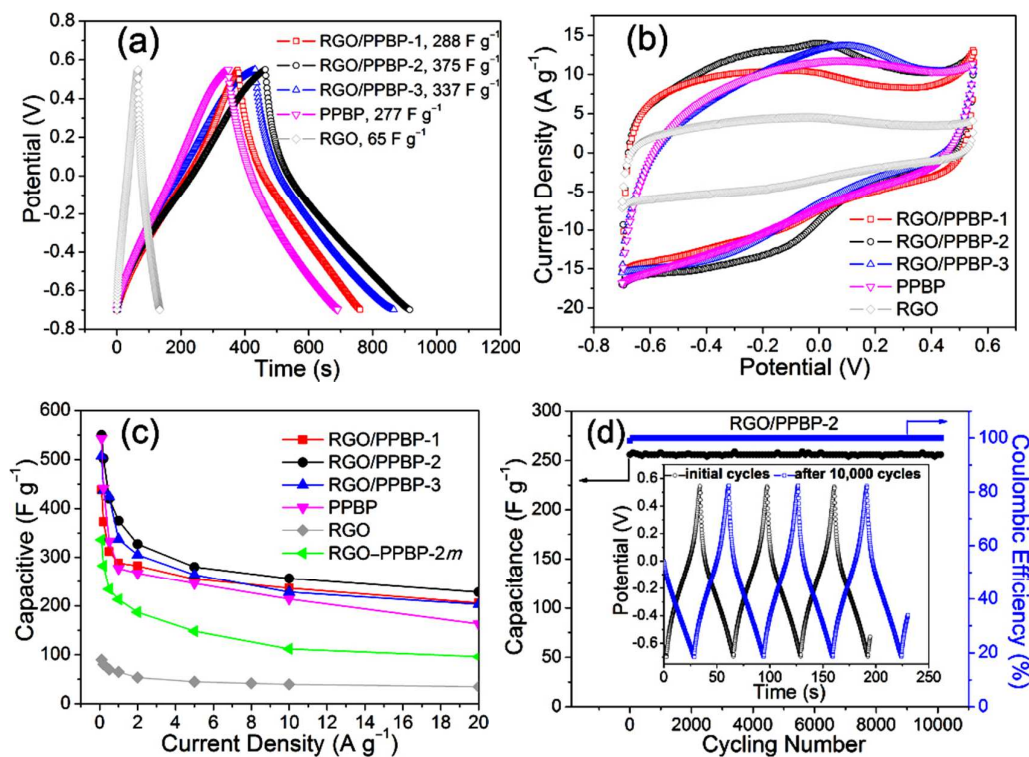 (a)
RGO/PPBP-1, 288 F g⁻¹
RGO/PPBP-2, 375 F g⁻¹
RGO/PPBP-3, 337 F g⁻¹
PPBP, 277 F g⁻¹
RGO, 65 F g⁻¹
0.8
0.6
0.4
0.2
0.0
-0.2
-0.4
-0.6
-0.8
Potential (V)
0 200 400 600 800 1000 1200
Time (s)
(b)
RGO/PPBP-1
RGO/PPBP-2
RGO/PPBP-3
PPBP
RGO
20
15
10
5
0
-5
-10
-15
-20
Current Density (A g⁻¹)
-0.8 -0.6 -0.4 -0.2 0.0 0.2 0.4 0.6
Potential (V)
(c)
RGO/PPBP-1
RGO/PPBP-2
RGO/PPBP-3
PPBP
RGO
RGO–PPBP-2m
600
500
400
300
200
100
0
Capacitive (F g⁻¹)
0 2 4 6 8 10 12 14 16 18 20
Current Density (A g⁻¹)
(d)
RGO/PPBP-2
300
250
200
150
100
50
0
Capacitance (F g⁻¹)
initial cycles after 10,000 cycles
0.6
0.4
0.2
0.0
-0.2
-0.4
-0.6
Potential (V)
0 50 100 150 200 250
Time (s)
100
80
60
40
20
0
Coulombic Efficiency (%)
0 2000 4000 6000 8000 10000
Cycling Number